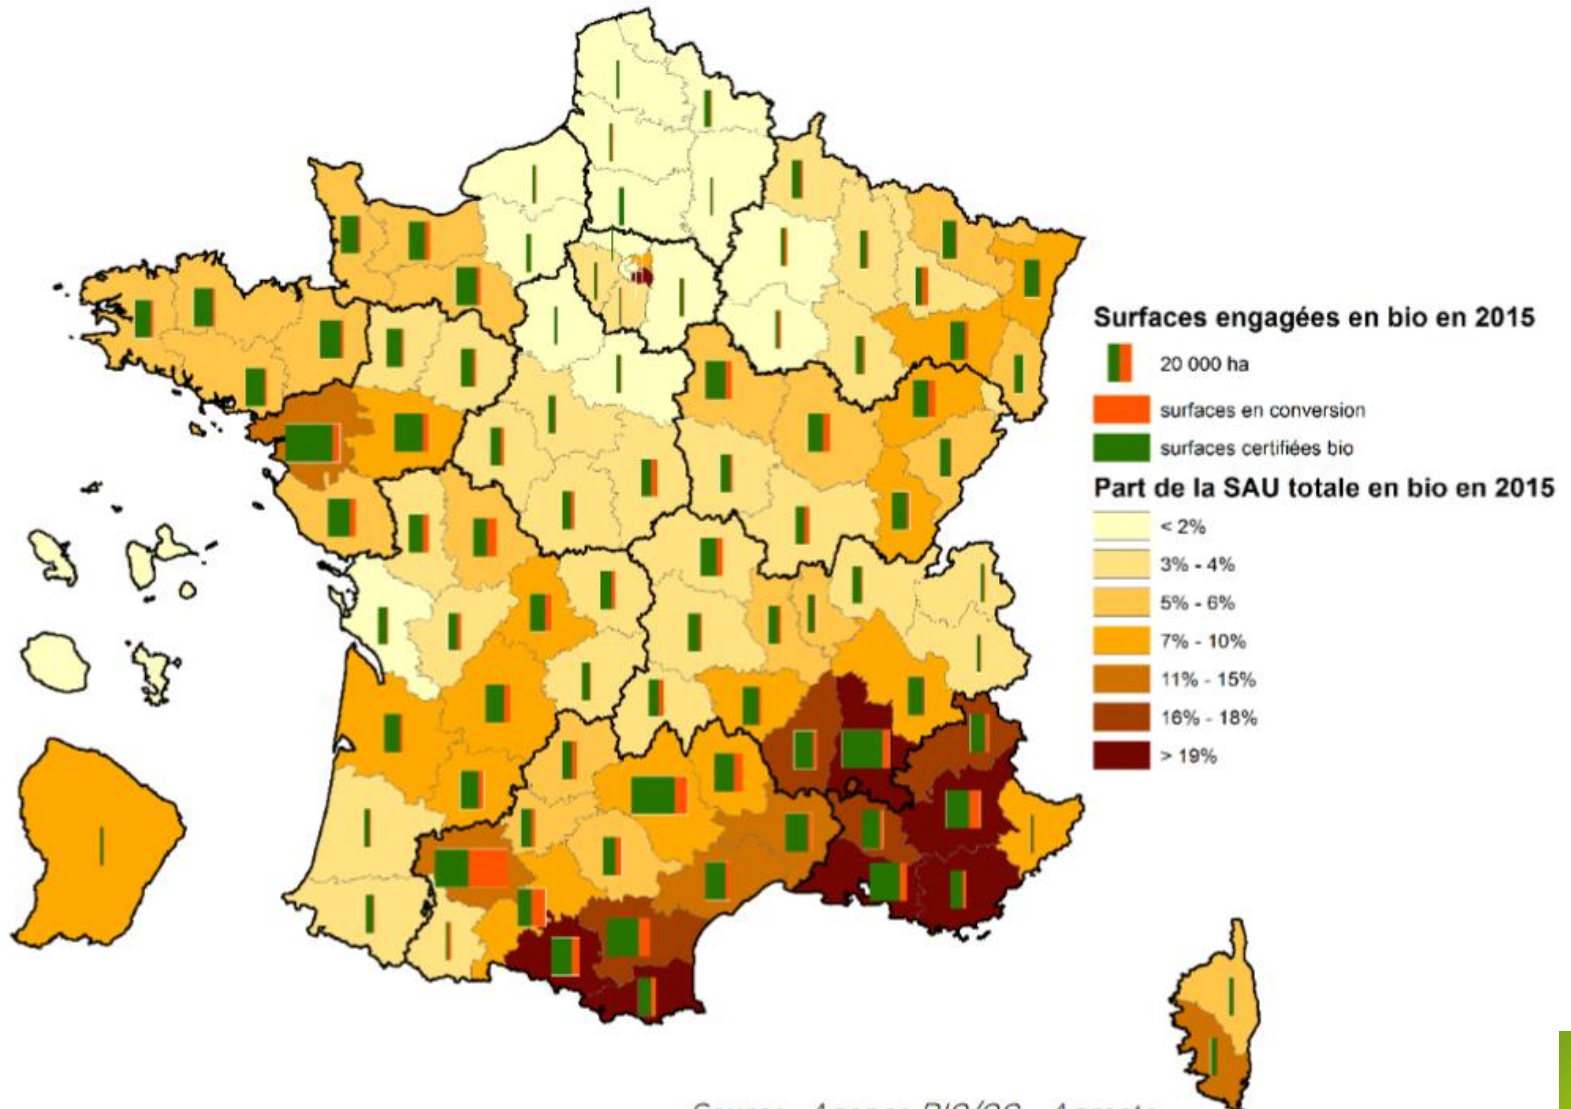 Surfaces engagées en bio en 2015
20 000 ha
surfaces en conversion
surfaces certifiées bio
Part de la SAU totale en bio en 2015
< 2%
3% - 4%
5% - 6%
7% - 10%
11% - 15%
16% - 18%
> 19%